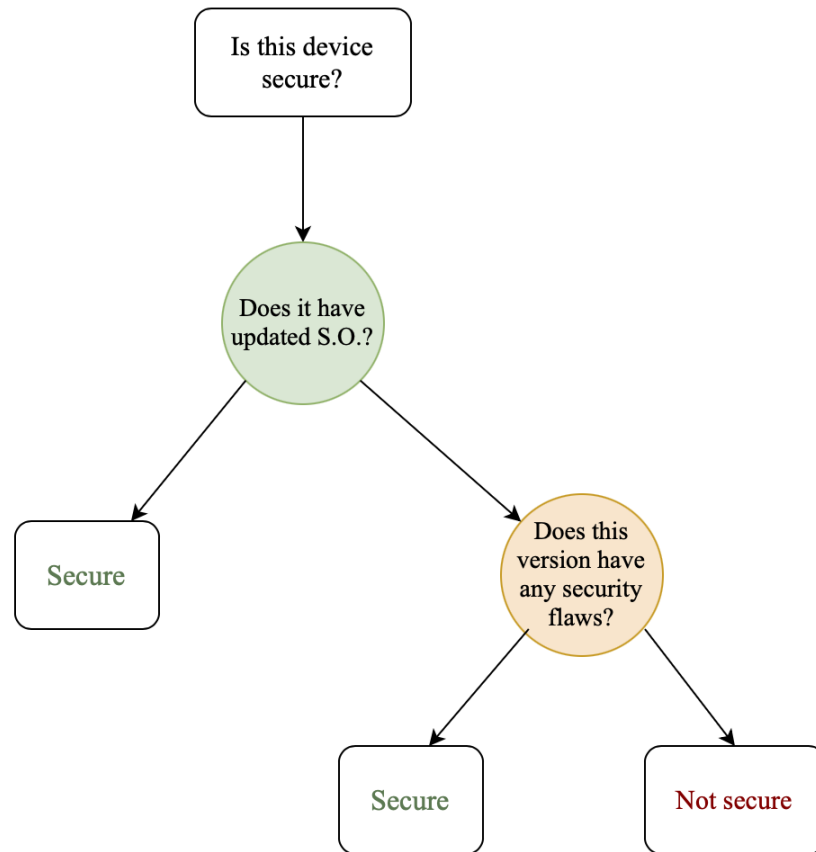 Is this device
secure?
Does it have
updated S.O.?
Secure
Does this
version have
any security
flaws?
Secure
Not secure